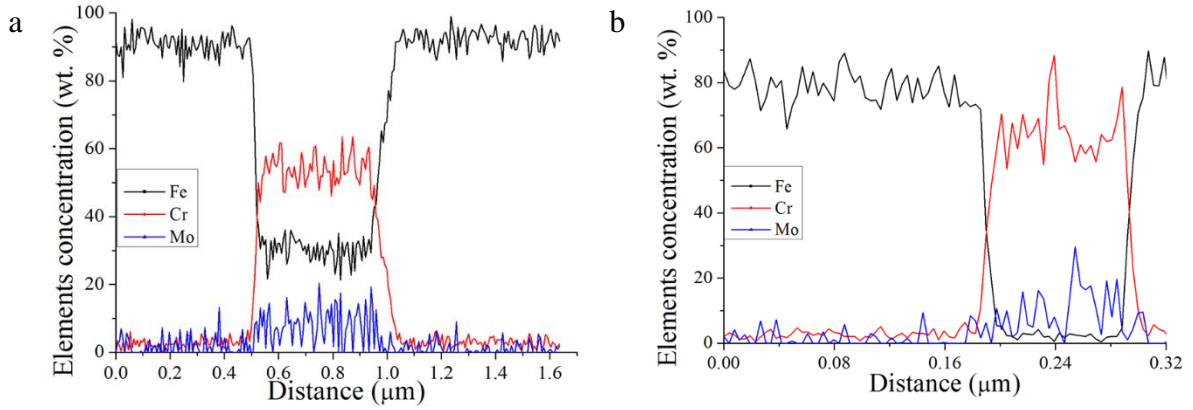 a
Elements concentration (wt. %)
100
80
60
40
20
0
Fe
Cr
Mo
0.0 0.2 0.4 0.6 0.8 1.0 1.2 1.4 1.6
Distance (μm)
b
Elements concentration (wt. %)
100
80
60
40
20
0
Fe
Cr
Mo
0.00 0.08 0.16 0.24 0.32
Distance (μm)